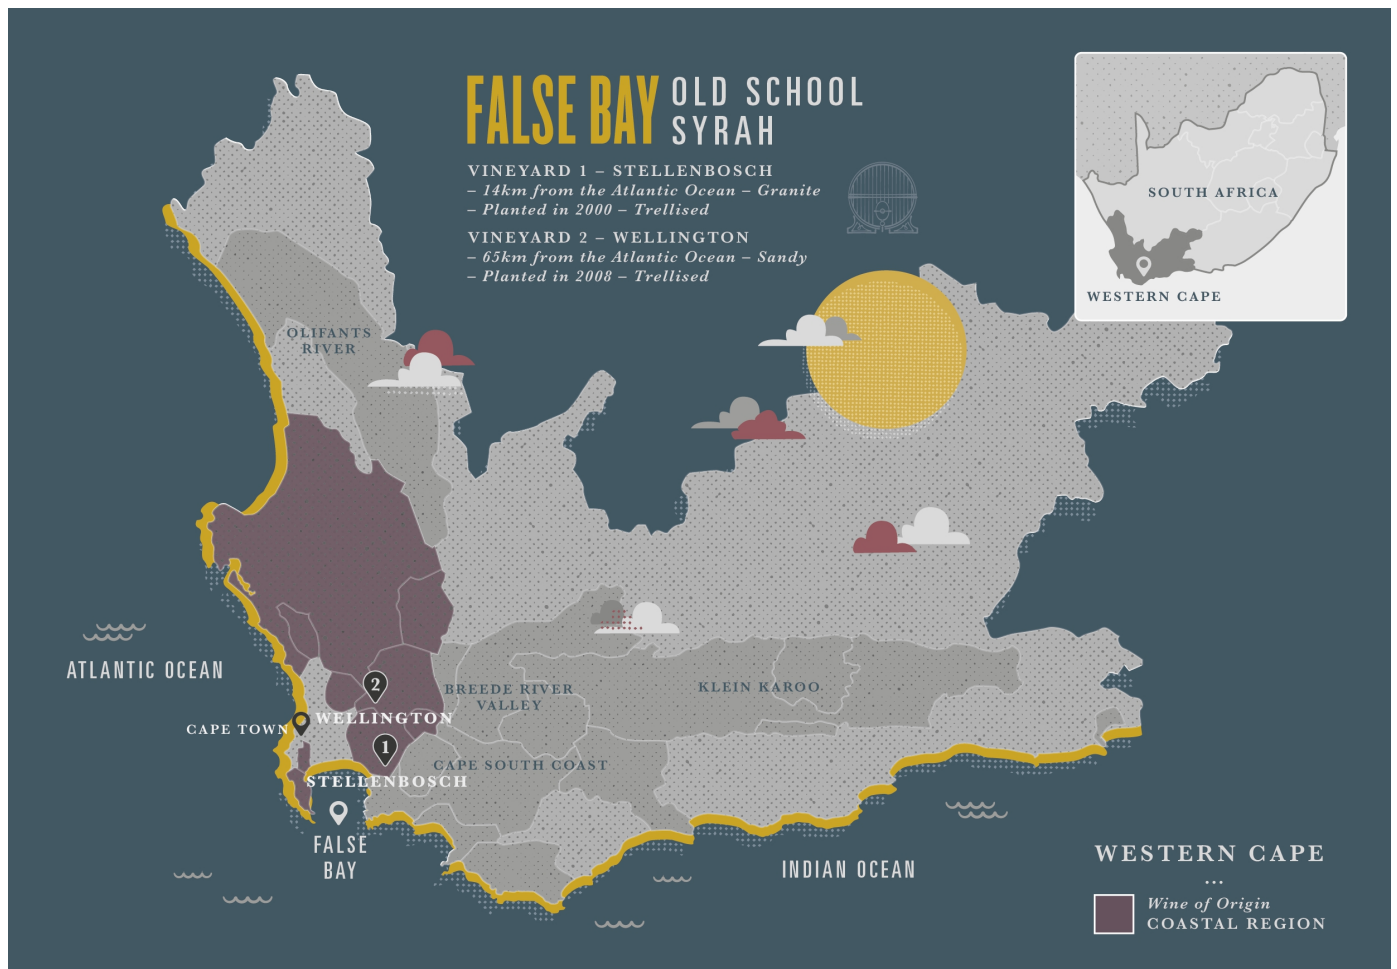 FALSE BAY OLD SCHOOL
SYRAH
VINEYARD 1 – STELLENBOSCH
– 14km from the Atlantic Ocean – Granite
– Planted in 2000 – Trellised
VINEYARD 2 – WELLINGTON
– 65km from the Atlantic Ocean – Sandy
– Planted in 2008 – Trellised
SOUTH AFRICA
WESTERN CAPE
OLIFANTS
RIVER
ATLANTIC OCEAN
2
BREEDE RIVER
VALLEY
KLEIN KAROO
WELLINGTON
CAPE TOWN
1
CAPE SOUTH COAST
STELLENBOSCH
FALSE
BAY
INDIAN OCEAN
WESTERN CAPE
...
Wine of Origin
COASTAL REGION